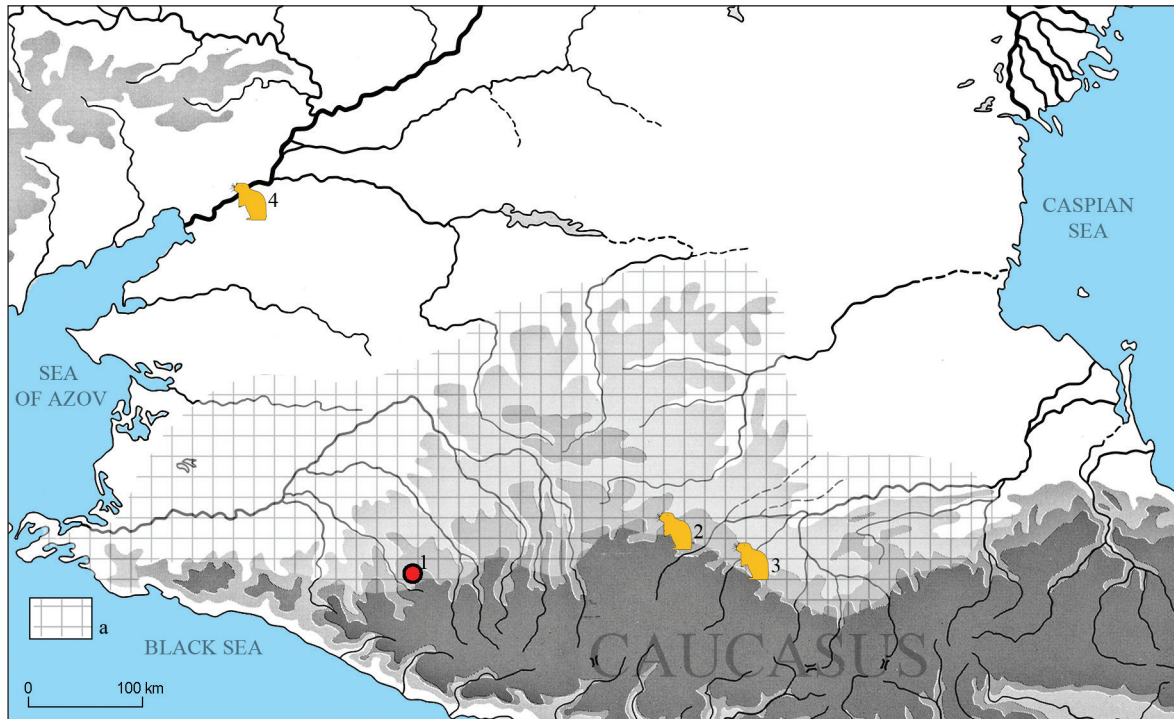 CASPIAN
SEA
4
SEA
OF AZOV
2
3
1
a
BLACK SEA
CAUCASUS
0
100 km